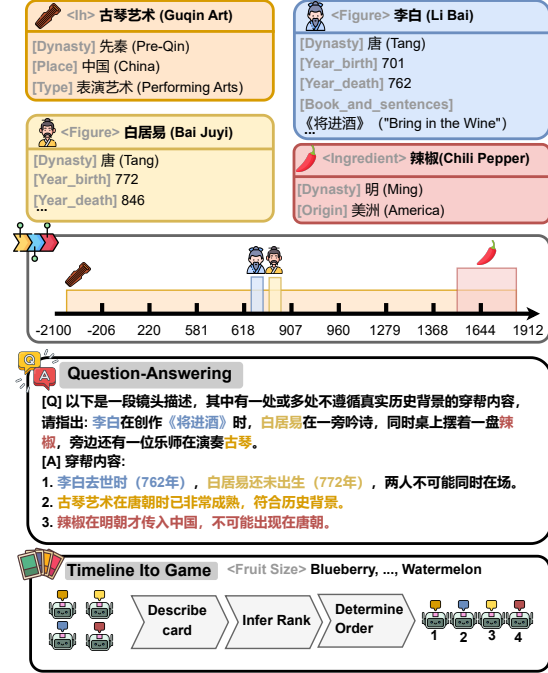 <Ih> 古琴艺术 (Guqin Art)
[Dynasty] 先秦 (Pre-Qin)
[Place] 中国 (China)
[Type] 表演艺术 (Performing Arts)
<Figure> 李白 (Li Bai)
[Dynasty] 唐 (Tang)
[Year_birth] 701
[Year_death] 762
[Book_and_sentences]
《将进酒》 ("Bring in the Wine")
...
<Figure> 白居易 (Bai Juyi)
[Dynasty] 唐 (Tang)
[Year_birth] 772
[Year_death] 846
...
<Ingredient> 辣椒(Chili Pepper)
[Dynasty] 明 (Ming)
[Origin] 美洲 (America)
-2100 -206 220 581 618 907 960 1279 1368 1644 1912
Q
A
Question-Answering
[Q] 以下是一段镜头描述，其中有一处或多处不遵循真实历史背景的穿帮内容，
请指出: 李白在创作《将进酒》时，白居易在一旁吟诗，同时桌上摆着一盘辣
椒，旁边还有一位乐师在演奏古琴。
[A] 穿帮内容:
1. 李白去世时（762年），白居易还未出生（772年），两人不可能同时在场。
2. 古琴艺术在唐朝时已非常成熟，符合历史背景。
3. 辣椒在明朝才传入中国，不可能出现在唐朝。
Timeline Ito Game <Fruit Size> Blueberry, ..., Watermelon
Describe
card
Infer Rank
Determine
Order
1 2 3 4